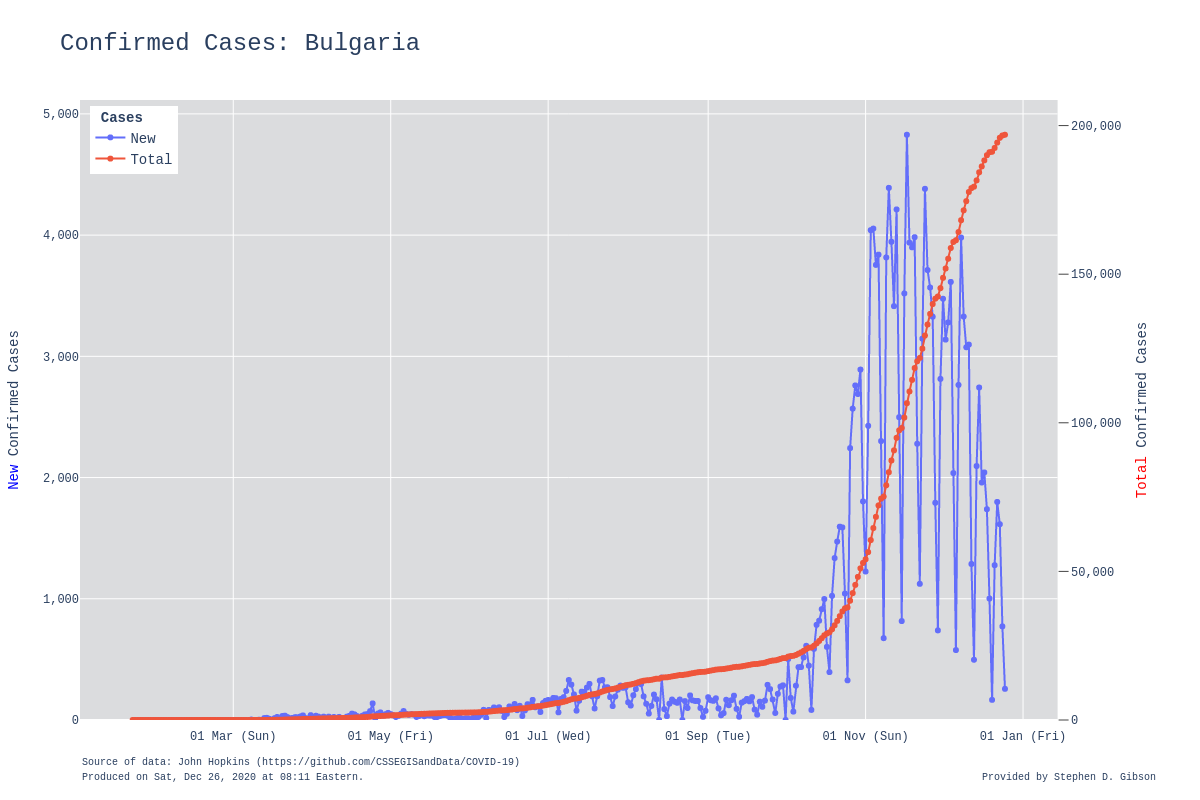 Confirmed Cases: Bulgaria
Cases
New
Total
5,000
4,000
3,000
2,000
1,000
0
New Confirmed Cases
200,000
150,000
100,000
50,000
0
Total Confirmed Cases
01 Mar (Sun) 01 May (Fri) 01 Jul (Wed) 01 Sep (Tue) 01 Nov (Sun) 01 Jan (Fri)
Source of data: John Hopkins (https://github.com/CSSEGISandData/COVID-19)
Produced on Sat, Dec 26, 2020 at 08:11 Eastern.
Provided by Stephen D. Gibson